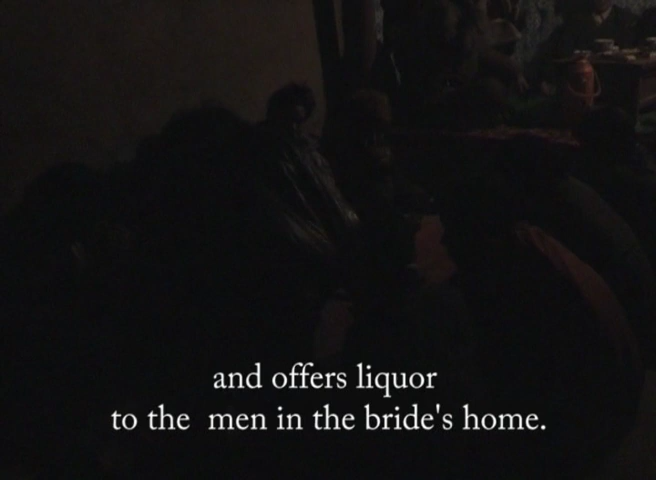 and offers liquor
to the  men in the bride's home.